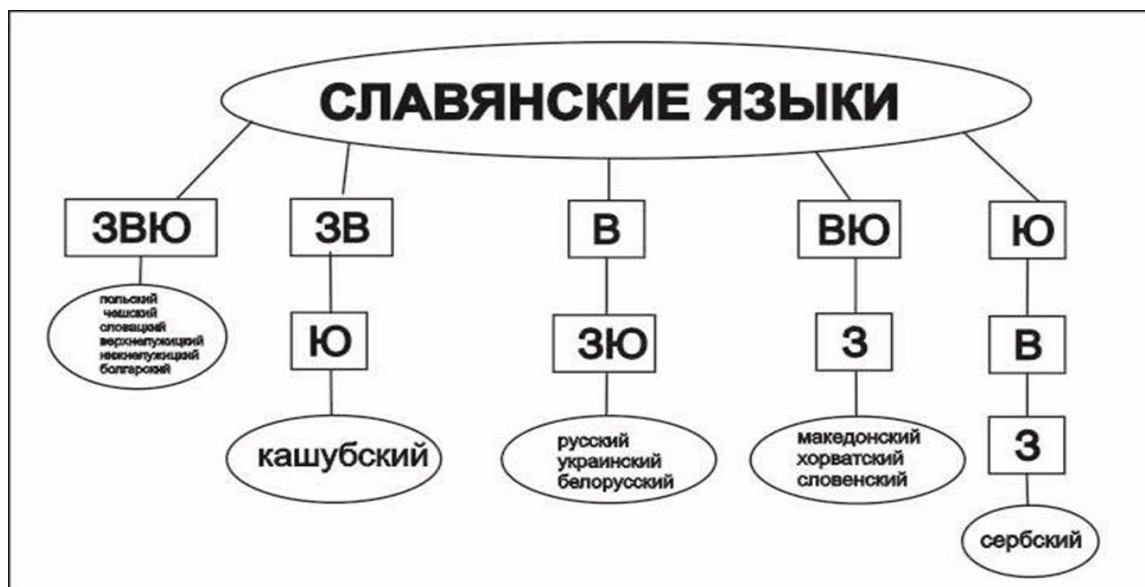 СЛАВЯНСКИЕ ЯЗЫКИ
ЗВЮ
ЗВ
В
ВЮ
Ю
польский
чешский
словацкий
верхнелужицкий
нижнелужицкий
болгарский
Ю
ЗЮ
З
В
кашубский
русский
украинский
белорусский
македонский
хорватский
словенский
З
сербский